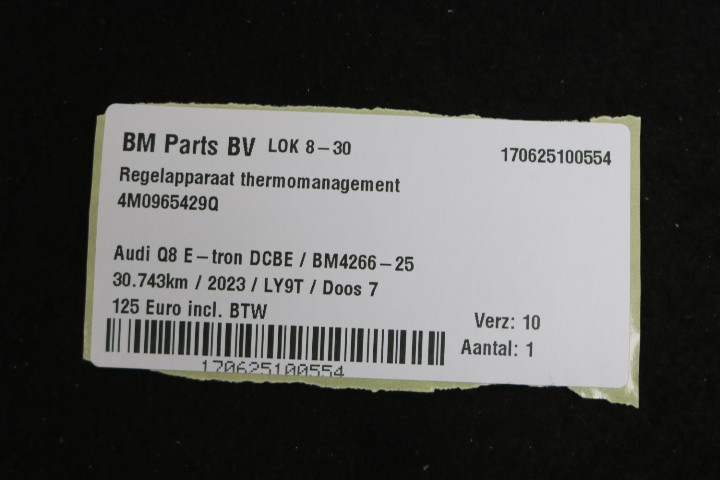 BM Parts BV LOK 8-30 170625100554
Regelapparaat thermomanagement
4M0965429Q
Audi Q8 E-tron DCBE / BM4266-25
30.743km / 2023 / LY9T / Doos 7
125 Euro incl. BTW
Verz: 10
Aantal: 1
170625100554